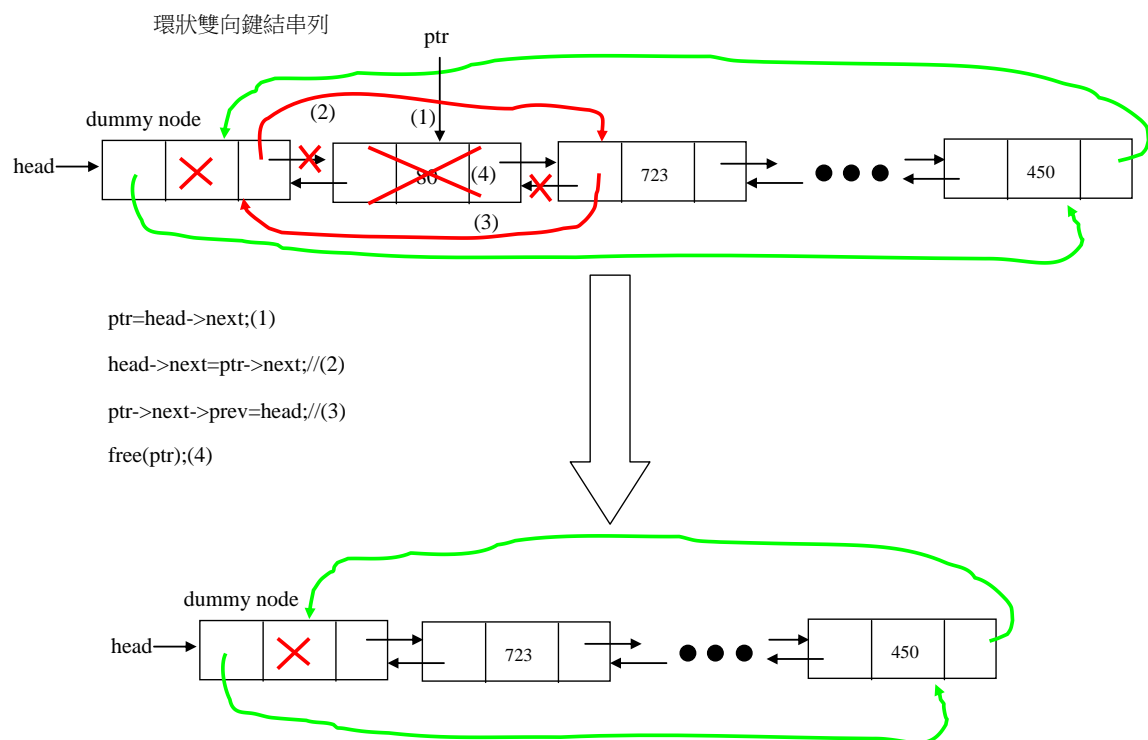 環狀雙向鍵結串列
ptr
(2)
(1)
dummy node
head
80
(4)
723
450
(3)
ptr=head->next;(1)
head->next=ptr->next;//(2)
ptr->next->prev=head;//(3)
free(ptr);(4)
dummy node
head
723
450